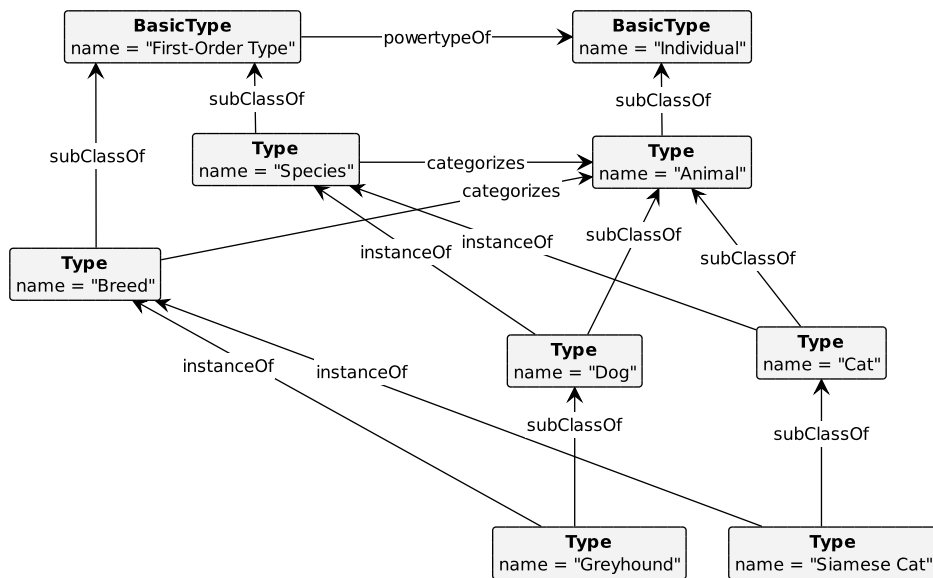 BasicType
name = "First-Order Type"
powertypeOf
BasicType
name = "Individual"
subClassOf
subClassOf
subClassOf
Type
name = "Species"
categorizes
Type
name = "Animal"
categorizes
instanceOf
instanceOf
subClassOf
subClassOf
Type
name = "Breed"
Type
name = "Dog"
Type
name = "Cat"
instanceOf
instanceOf
subClassOf
subClassOf
Type
name = "Greyhound"
Type
name = "Siamese Cat"